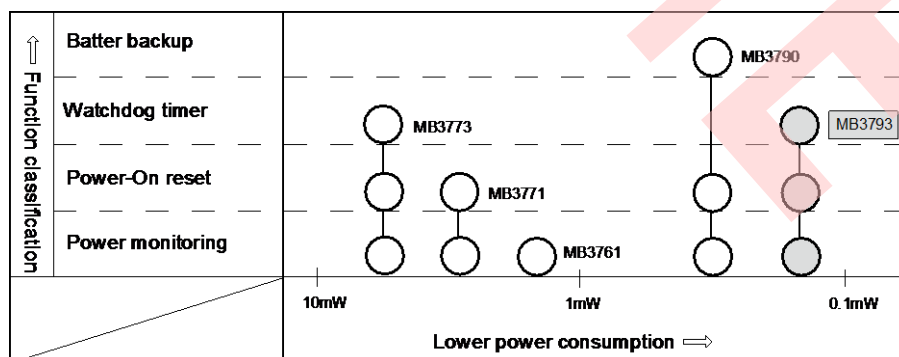 Function classification
Batter backup
MB3790
Watchdog timer
MB3773
MB3793
Power-On reset
MB3771
Power monitoring
MB3761
10mW
1mW
0.1mW
Lower power consumption